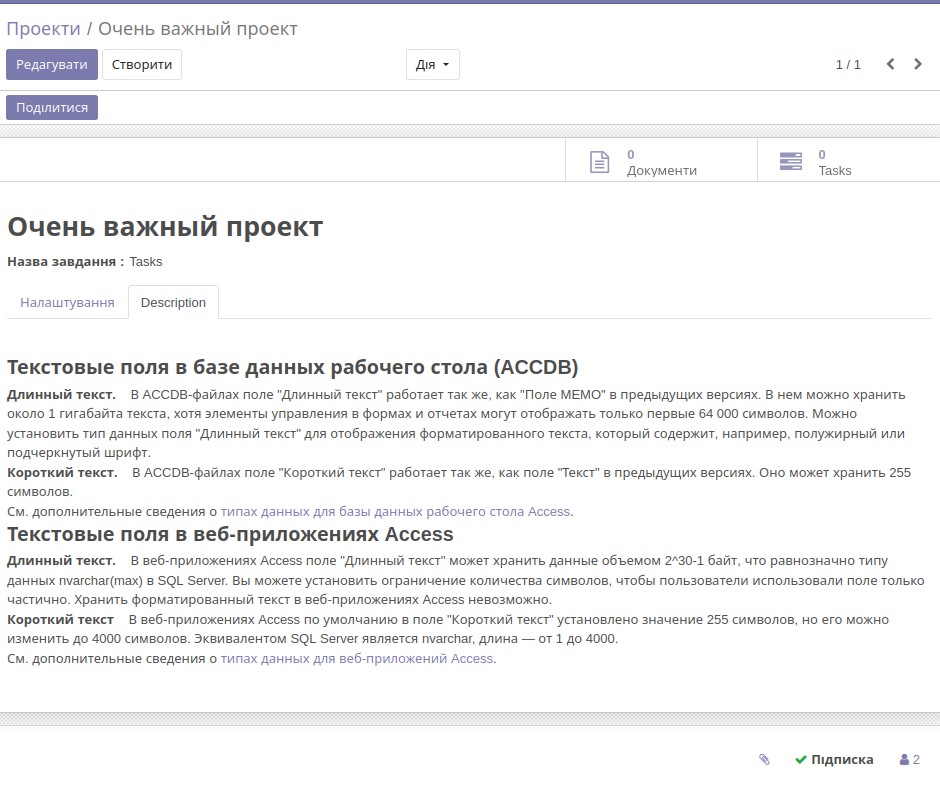 Проекти / Очень важный проект
Редагувати Створити Дія 1 / 1
Поділитися
0
Документи
0
Tasks
Очень важный проект
Назва завдання : Tasks
Налаштування Description
Текстовые поля в базе данных рабочего стола (ACCDB)
Длинный текст. В ACCDB-файлах поле "Длинный текст" работает так же, как "Поле MEMO" в предыдущих версиях. В нем можно хранить
около 1 гигабайта текста, хотя элементы управления в формах и отчетах могут отображать только первые 64 000 символов. Можно
установить тип данных поля "Длинный текст" для отображения форматированного текста, который содержит, например, полужирный или
подчеркнутый шрифт.
Короткий текст. В ACCDB-файлах поле "Короткий текст" работает так же, как поле "Текст" в предыдущих версиях. Оно может хранить 255
символов.
См. дополнительные сведения о типах данных для базы данных рабочего стола Access.
Текстовые поля в веб-приложениях Access
Длинный текст. В веб-приложениях Access поле "Длинный текст" может хранить данные объемом 2^30-1 байт, что равнозначно типу
данных nvarchar(max) в SQL Server. Вы можете установить ограничение количества символов, чтобы пользователи использовали поле только
частично. Хранить форматированный текст в веб-приложениях Access невозможно.
Короткий текст В веб-приложениях Access по умолчанию в поле "Короткий текст" установлено значение 255 символов, но его можно
изменить до 4000 символов. Эквивалентом SQL Server является nvarchar, длина — от 1 до 4000.
См. дополнительные сведения о типах данных для веб-приложений Access.
Підписка 2